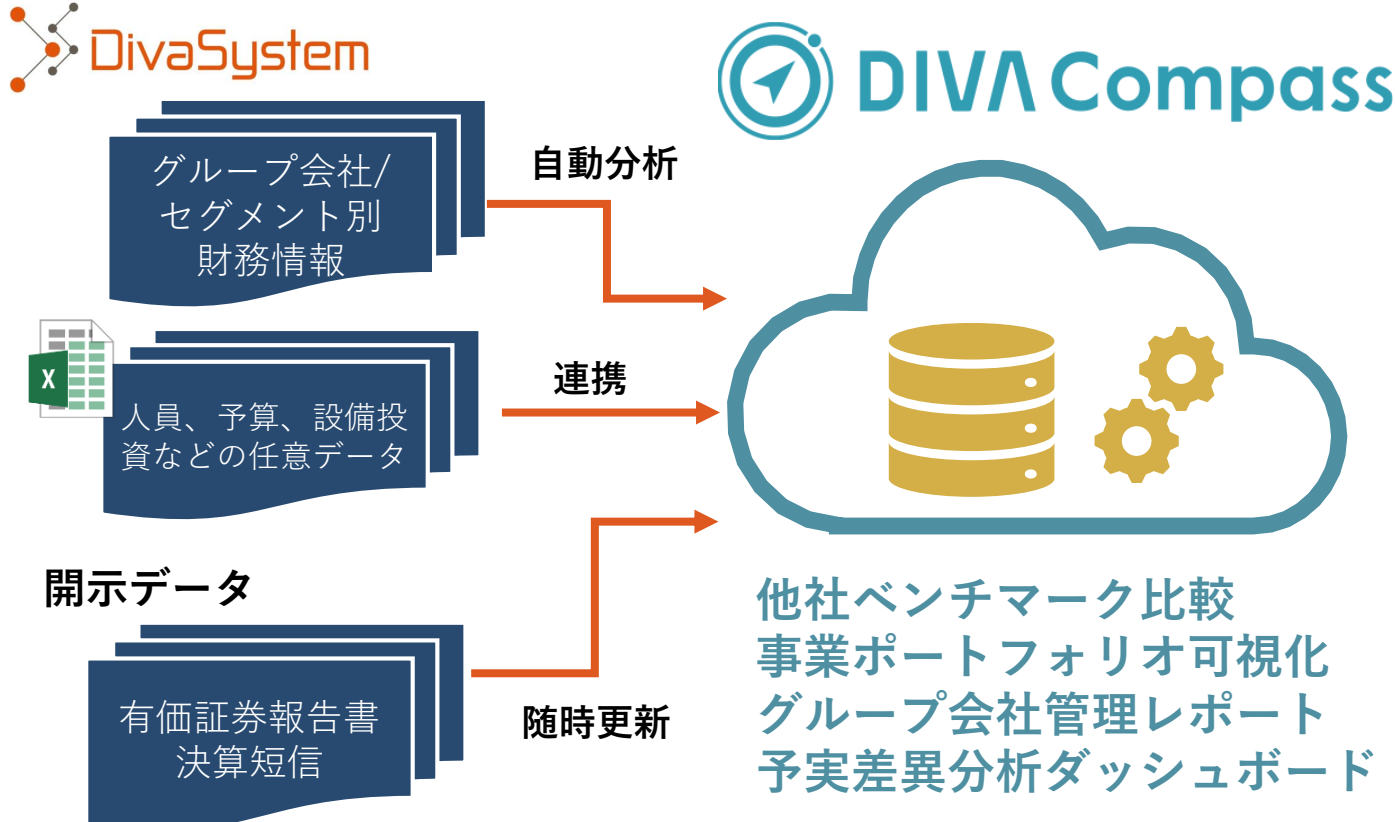 DivaSystem
DIVA Compass
グループ会社/
セグメント別
財務情報
自動分析
X
人員、予算、設備投
資などの任意データ
連携
開示データ
有価証券報告書
決算短信
随時更新
他社ベンチマーク比較
事業ポートフォリオ可視化
グループ会社管理レポート
予実差異分析ダッシュボード